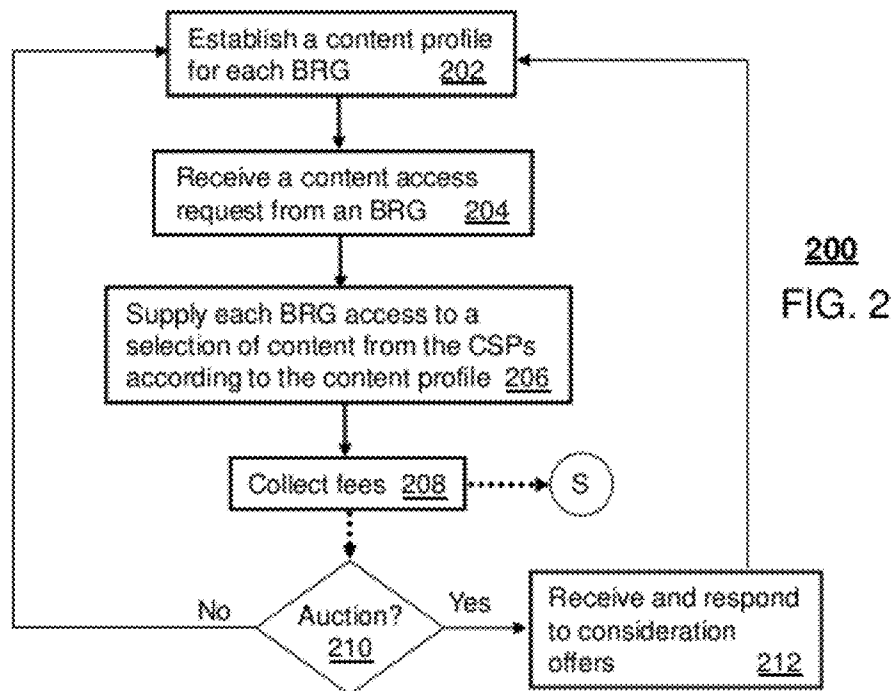 Establish a content profile
for each BRG 202
Receive a content access
request from an BRG 204
200
FIG. 2
Supply each BRG access to a
selection of content from the CSPs
according to the content profile 206
Collect fees 208
S
No
Auction?
210
Yes
Receive and respond
to consideration
offers 212